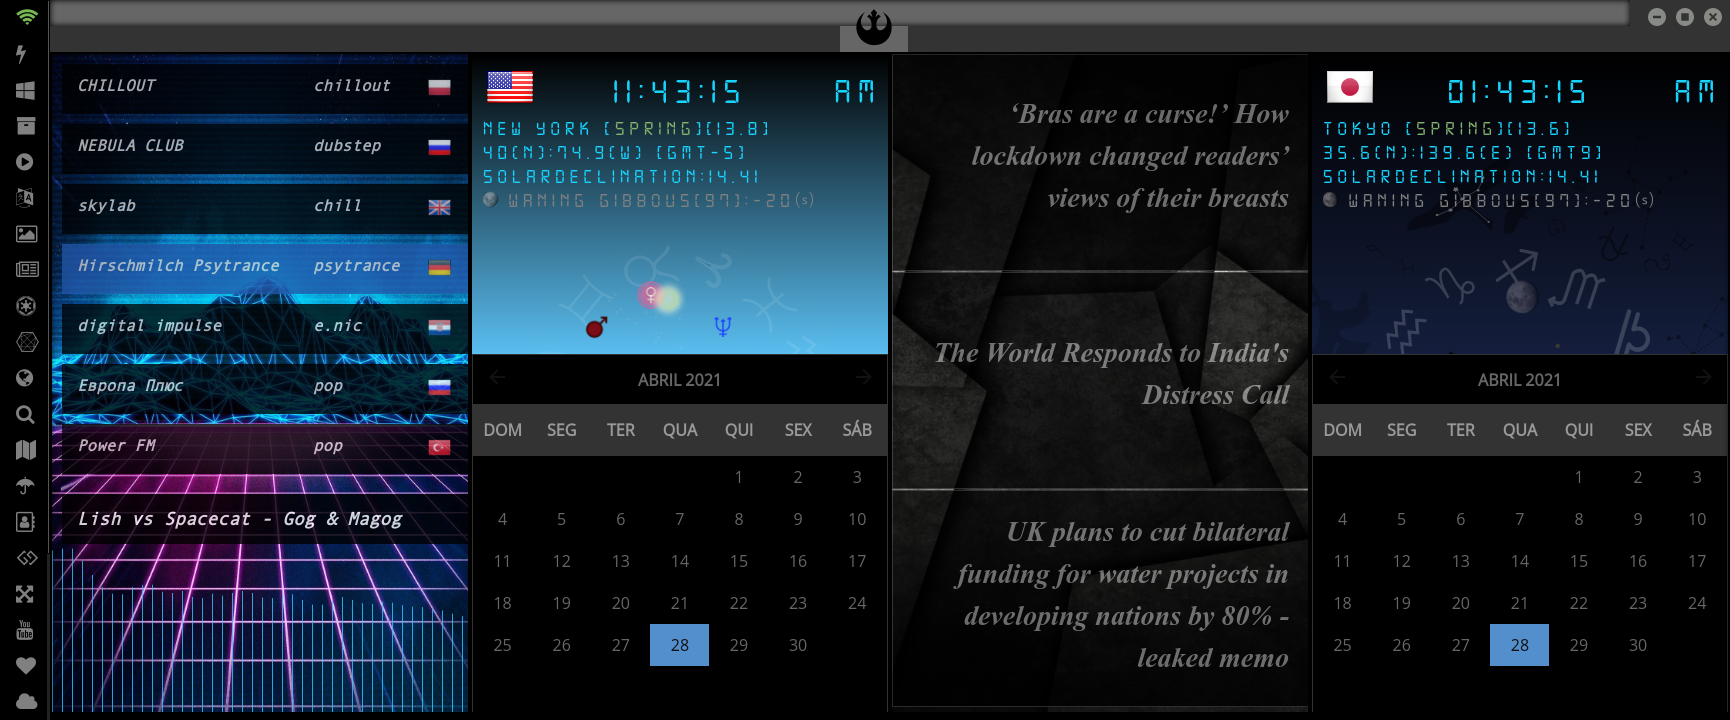 CHILLOUT chillout
NEBULA CLUB dubstep
skylab chill
Hirschmilch Psytrance psytrance
digital impulse e.nic
Европа Плюс pop
Power FM pop
Lish vs Spacecat - Gog & Magog
You
Tube
11:43:15 AM
NEW YORK [SPRING][13.8]
40(N):74.9(W) [GMT-5]
SOLARDECLINATION:14.41
WANING GIBBOUS(97):-20(s)
ABRIL 2021
DOM SEG TER QUA QUI SEX SÁB
1 2 3
4 5 6 7 8 9 10
11 12 13 14 15 16 17
18 19 20 21 22 23 24
25 26 27 28 29 30
‘Bras are a curse!’ How
lockdown changed readers’
views of their breasts
The World Responds to India's
Distress Call
UK plans to cut bilateral
funding for water projects in
developing nations by 80% -
leaked memo
01:43:15 AM
TOKYO [SPRING][13.6]
35.6(N):139.6(E) [GMT9]
SOLARDECLINATION:14.41
WANING GIBBOUS(97):-20(s)
ABRIL 2021
DOM SEG TER QUA QUI SEX SÁB
1 2 3
4 5 6 7 8 9 10
11 12 13 14 15 16 17
18 19 20 21 22 23 24
25 26 27 28 29 30